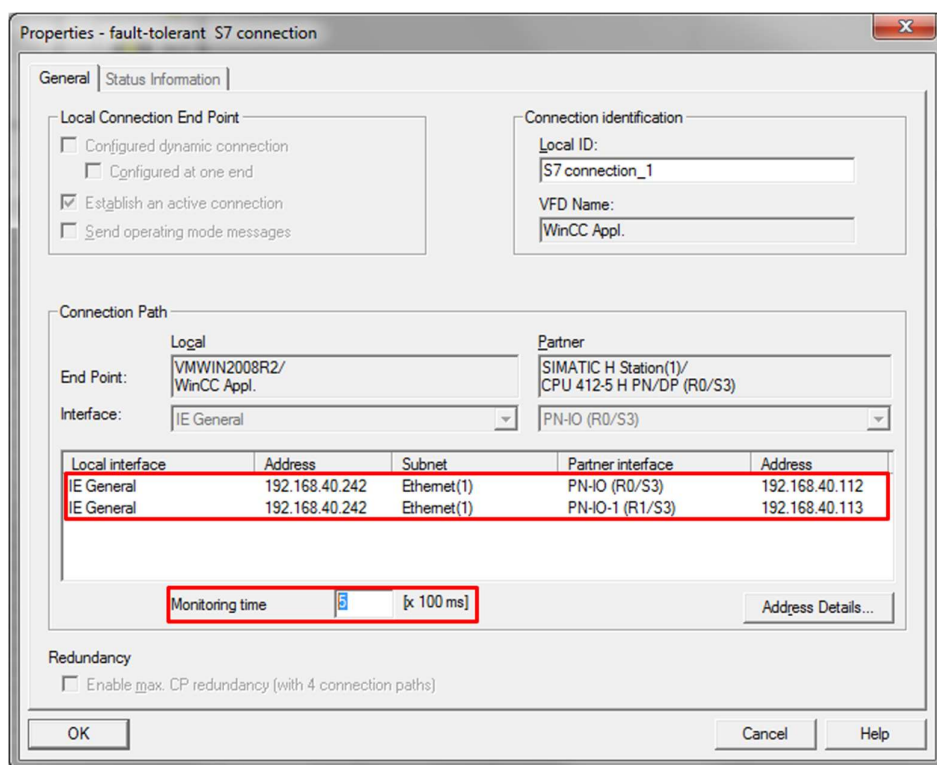 Properties - fault-tolerant S7 connection
General
Status Information
Local Connection End Point
Configured dynamic connection
Configured at one end
Establish an active connection
Send operating mode messages
Connection identification
Local ID:
S7 connection_1
VFD Name:
WinCC Appl.
Connection Path
Local Partner
End Point:
VMWIN2008R2/
WinCC Appl.
SIMATIC H Station(1)/
CPU 412-5 H PN/DP (R0/S3)
Interface: IE General PN-IO (R0/S3)
Local interface Address Subnet Partner interface Address
IE General 192.168.40.242 Ethernet(1) PN-IO (R0/S3) 192.168.40.112
IE General 192.168.40.242 Ethernet(1) PN-IO-1 (R1/S3) 192.168.40.113
Monitoring time 5 [x 100 ms] Address Details...
Redundancy
Enable max. CP redundancy (with 4 connection paths)
OK Cancel Help